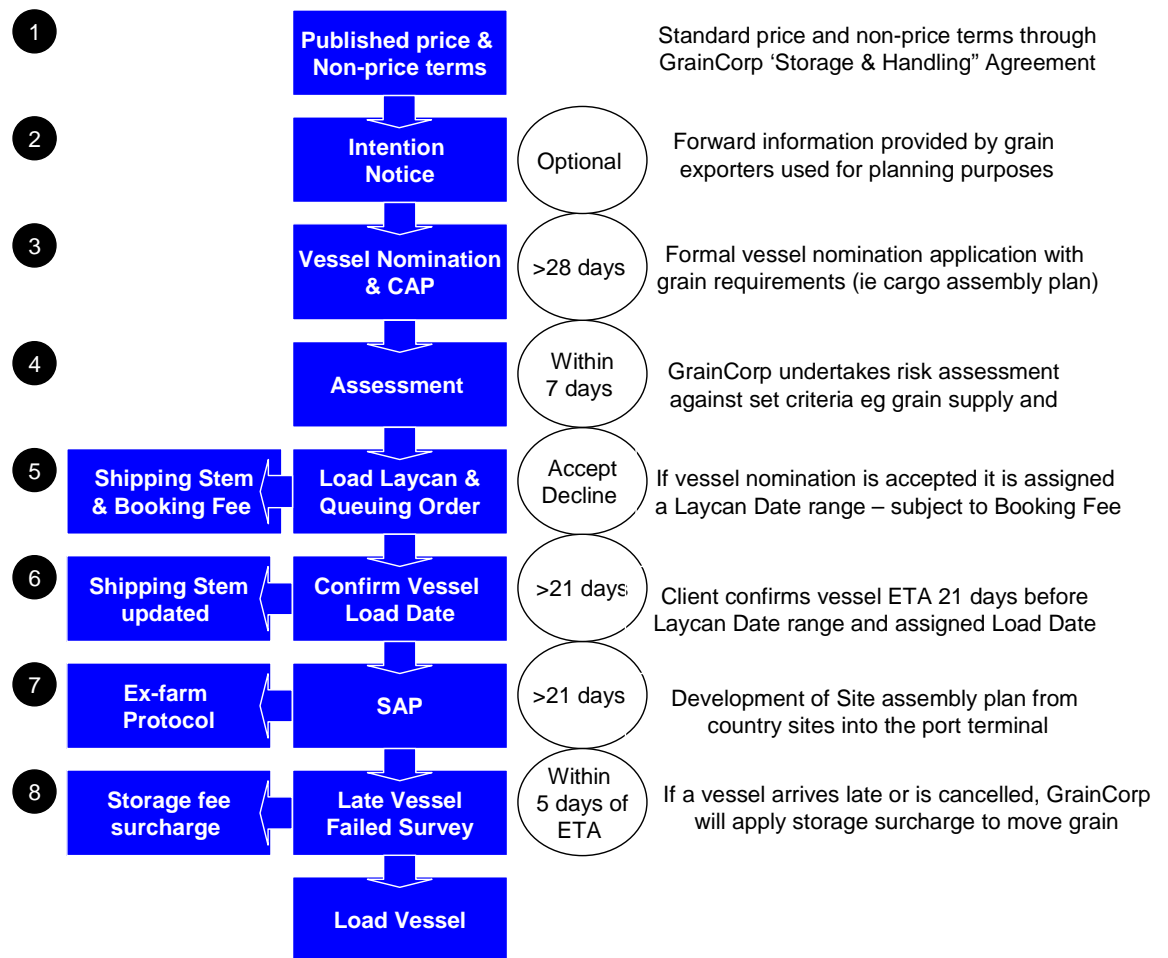 1
Published price &
Non-price terms
Standard price and non-price terms through
GrainCorp ‘Storage & Handling” Agreement
2
Intention
Notice
Optional
Forward information provided by grain
exporters used for planning purposes
3
Vessel Nomination
& CAP
>28 days
Formal vessel nomination application with
grain requirements (ie cargo assembly plan)
4
Assessment
Within
7 days
GrainCorp undertakes risk assessment
against set criteria eg grain supply and
5
Shipping Stem
& Booking Fee
Load Laycan &
Queuing Order
Accept
Decline
If vessel nomination is accepted it is assigned
a Laycan Date range – subject to Booking Fee
6
Shipping Stem
updated
Confirm Vessel
Load Date
>21 days
Client confirms vessel ETA 21 days before
Laycan Date range and assigned Load Date
7
Ex-farm
Protocol
SAP
>21 days
Development of Site assembly plan from
country sites into the port terminal
8
Storage fee
surcharge
Late Vessel
Failed Survey
Within
5 days of
ETA
If a vessel arrives late or is cancelled, GrainCorp
will apply storage surcharge to move grain
Load Vessel